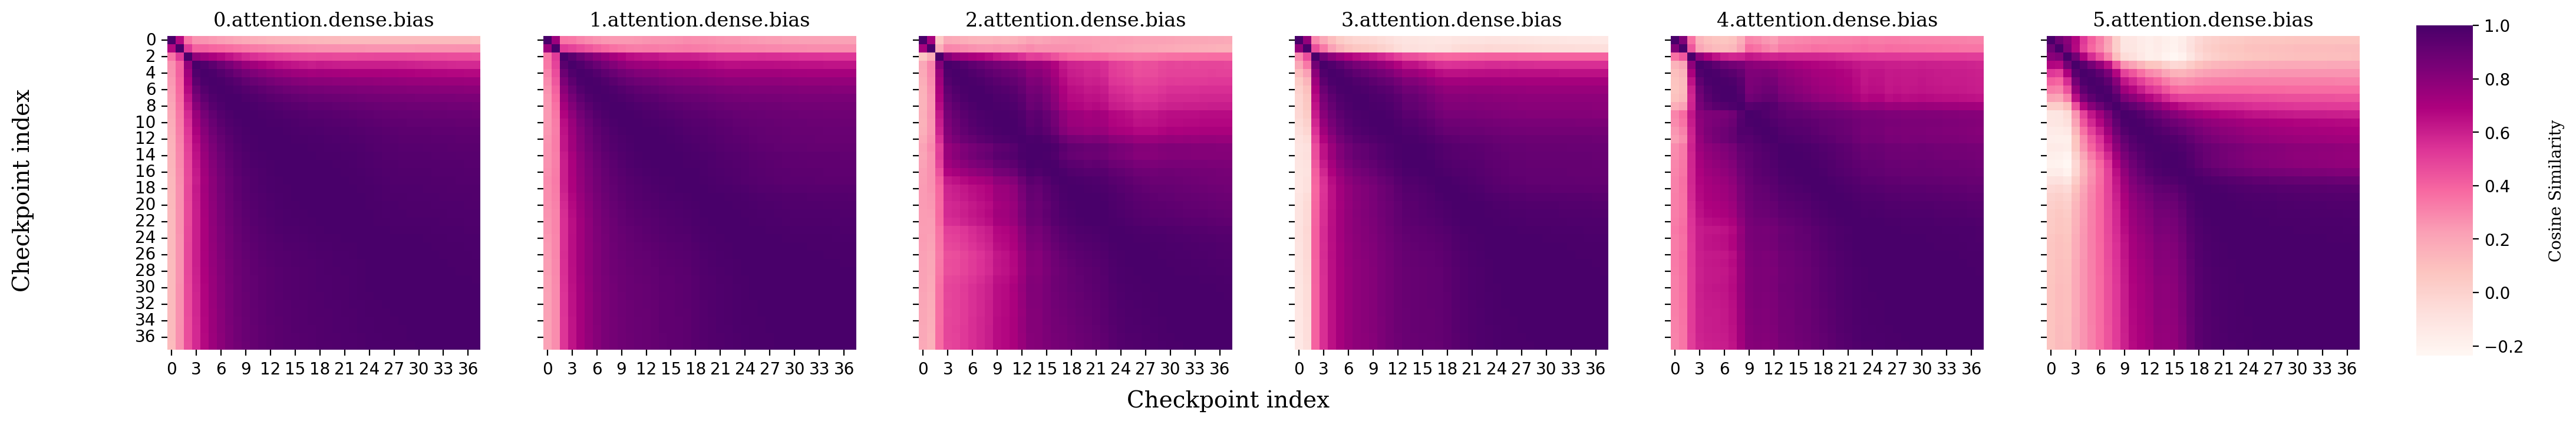 0.attention.dense.bias 1.attention.dense.bias 2.attention.dense.bias 3.attention.dense.bias 4.attention.dense.bias 5.attention.dense.bias
Checkpoint index
0
2
4
6
8
10
12
14
16
18
20
22
24
26
28
30
32
34
36
0 3 6 9 12 15 18 21 24 27 30 33 36
0 3 6 9 12 15 18 21 24 27 30 33 36
0 3 6 9 12 15 18 21 24 27 30 33 36
0 3 6 9 12 15 18 21 24 27 30 33 36
0 3 6 9 12 15 18 21 24 27 30 33 36
0 3 6 9 12 15 18 21 24 27 30 33 36
Checkpoint index
1.0
0.8
0.6
0.4
0.2
0.0
−0.2
Cosine Similarity